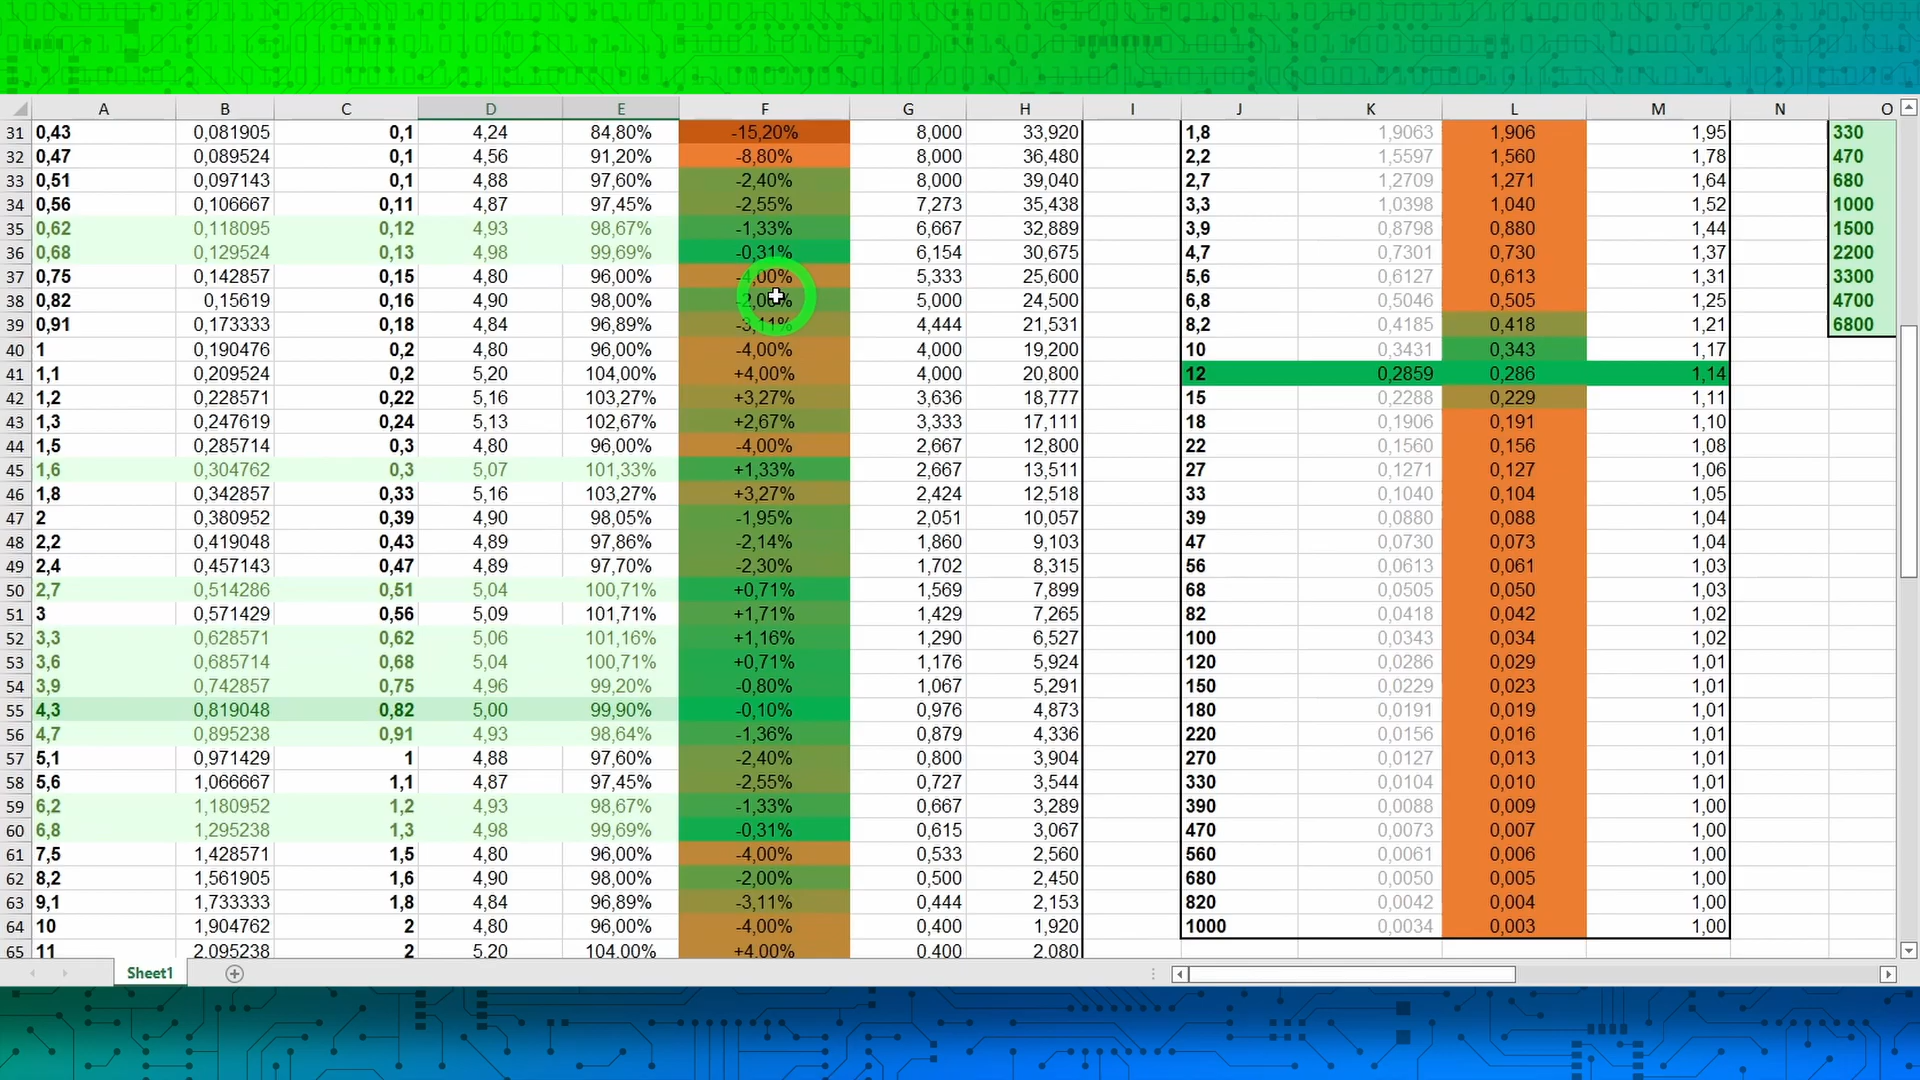 A B C D E F G H I J K L M N O
31 0,43 0,081905 0,1 4,24 84,80% -15,20% 8,000 33,920 1,8 1,9063 1,906 1,95 330
32 0,47 0,089524 0,1 4,56 91,20% -8,80% 8,000 36,480 2,2 1,5597 1,560 1,78 470
33 0,51 0,097143 0,1 4,88 97,60% -2,40% 8,000 39,040 2,7 1,2709 1,271 1,64 680
34 0,56 0,106667 0,11 4,87 97,45% -2,55% 7,273 35,438 3,3 1,0398 1,040 1,52 1000
35 0,62 0,118095 0,12 4,93 98,67% -1,33% 6,667 32,889 3,9 0,8798 0,880 1,44 1500
36 0,68 0,129524 0,13 4,98 99,69% -0,31% 6,154 30,675 4,7 0,7301 0,730 1,37 2200
37 0,75 0,142857 0,15 4,80 96,00% -4,00% 5,333 25,600 5,6 0,6127 0,613 1,31 3300
38 0,82 0,15619 0,16 4,90 98,00% -2,00% 5,000 24,500 6,8 0,5046 0,505 1,25 4700
39 0,91 0,173333 0,18 4,84 96,89% -3,11% 4,444 21,531 8,2 0,4185 0,418 1,21 6800
40 1 0,190476 0,2 4,80 96,00% -4,00% 4,000 19,200 10 0,3431 0,343 1,17
41 1,1 0,209524 0,2 5,20 104,00% +4,00% 4,000 20,800 12 0,2859 0,286 1,14
42 1,2 0,228571 0,22 5,16 103,27% +3,27% 3,636 18,777 15 0,2288 0,229 1,11
43 1,3 0,247619 0,24 5,13 102,67% +2,67% 3,333 17,111 18 0,1906 0,191 1,10
44 1,5 0,285714 0,3 4,80 96,00% -4,00% 2,667 12,800 22 0,1560 0,156 1,08
45 1,6 0,304762 0,3 5,07 101,33% +1,33% 2,667 13,511 27 0,1271 0,127 1,06
46 1,8 0,342857 0,33 5,16 103,27% +3,27% 2,424 12,518 33 0,1040 0,104 1,05
47 2 0,380952 0,39 4,90 98,05% -1,95% 2,051 10,057 39 0,0880 0,088 1,04
48 2,2 0,419048 0,43 4,89 97,86% -2,14% 1,860 9,103 47 0,0730 0,073 1,04
49 2,4 0,457143 0,47 4,89 97,70% -2,30% 1,702 8,315 56 0,0613 0,061 1,03
50 2,7 0,514286 0,51 5,04 100,71% +0,71% 1,569 7,899 68 0,0505 0,050 1,03
51 3 0,571429 0,56 5,09 101,71% +1,71% 1,429 7,265 82 0,0418 0,042 1,02
52 3,3 0,628571 0,62 5,06 101,16% +1,16% 1,290 6,527 100 0,0343 0,034 1,02
53 3,6 0,685714 0,68 5,04 100,71% +0,71% 1,176 5,924 120 0,0286 0,029 1,01
54 3,9 0,742857 0,75 4,96 99,20% -0,80% 1,067 5,291 150 0,0229 0,023 1,01
55 4,3 0,819048 0,82 5,00 99,90% -0,10% 0,976 4,873 180 0,0191 0,019 1,01
56 4,7 0,895238 0,91 4,93 98,64% -1,36% 0,879 4,336 220 0,0156 0,016 1,01
57 5,1 0,971429 1 4,88 97,60% -2,40% 0,800 3,904 270 0,0127 0,013 1,01
58 5,6 1,066667 1,1 4,87 97,45% -2,55% 0,727 3,544 330 0,0104 0,010 1,01
59 6,2 1,180952 1,2 4,93 98,67% -1,33% 0,667 3,289 390 0,0088 0,009 1,00
60 6,8 1,295238 1,3 4,98 99,69% -0,31% 0,615 3,067 470 0,0073 0,007 1,00
61 7,5 1,428571 1,5 4,80 96,00% -4,00% 0,533 2,560 560 0,0061 0,006 1,00
62 8,2 1,561905 1,6 4,90 98,00% -2,00% 0,500 2,450 680 0,0050 0,005 1,00
63 9,1 1,733333 1,8 4,84 96,89% -3,11% 0,444 2,153 820 0,0042 0,004 1,00
64 10 1,904762 2 4,80 96,00% -4,00% 0,400 1,920 1000 0,0034 0,003 1,00
65 11 2,095238 2 5,20 104,00% +4,00% 0,400 2,080
Sheet1